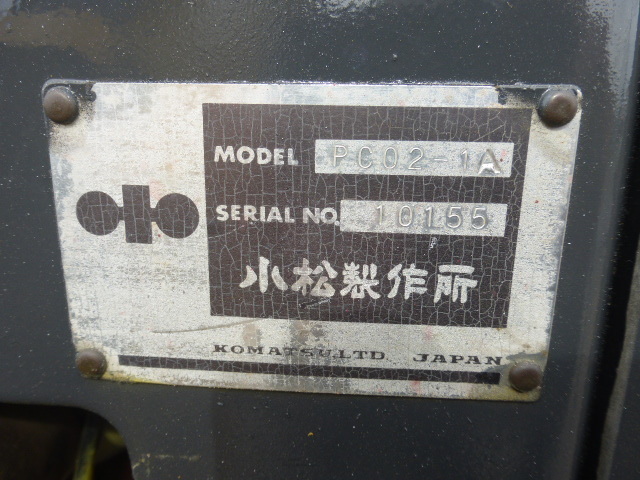 MODEL PC02-1A
SERIAL NO. 10155
小松製作所
KOMATSU.LTD. JAPAN